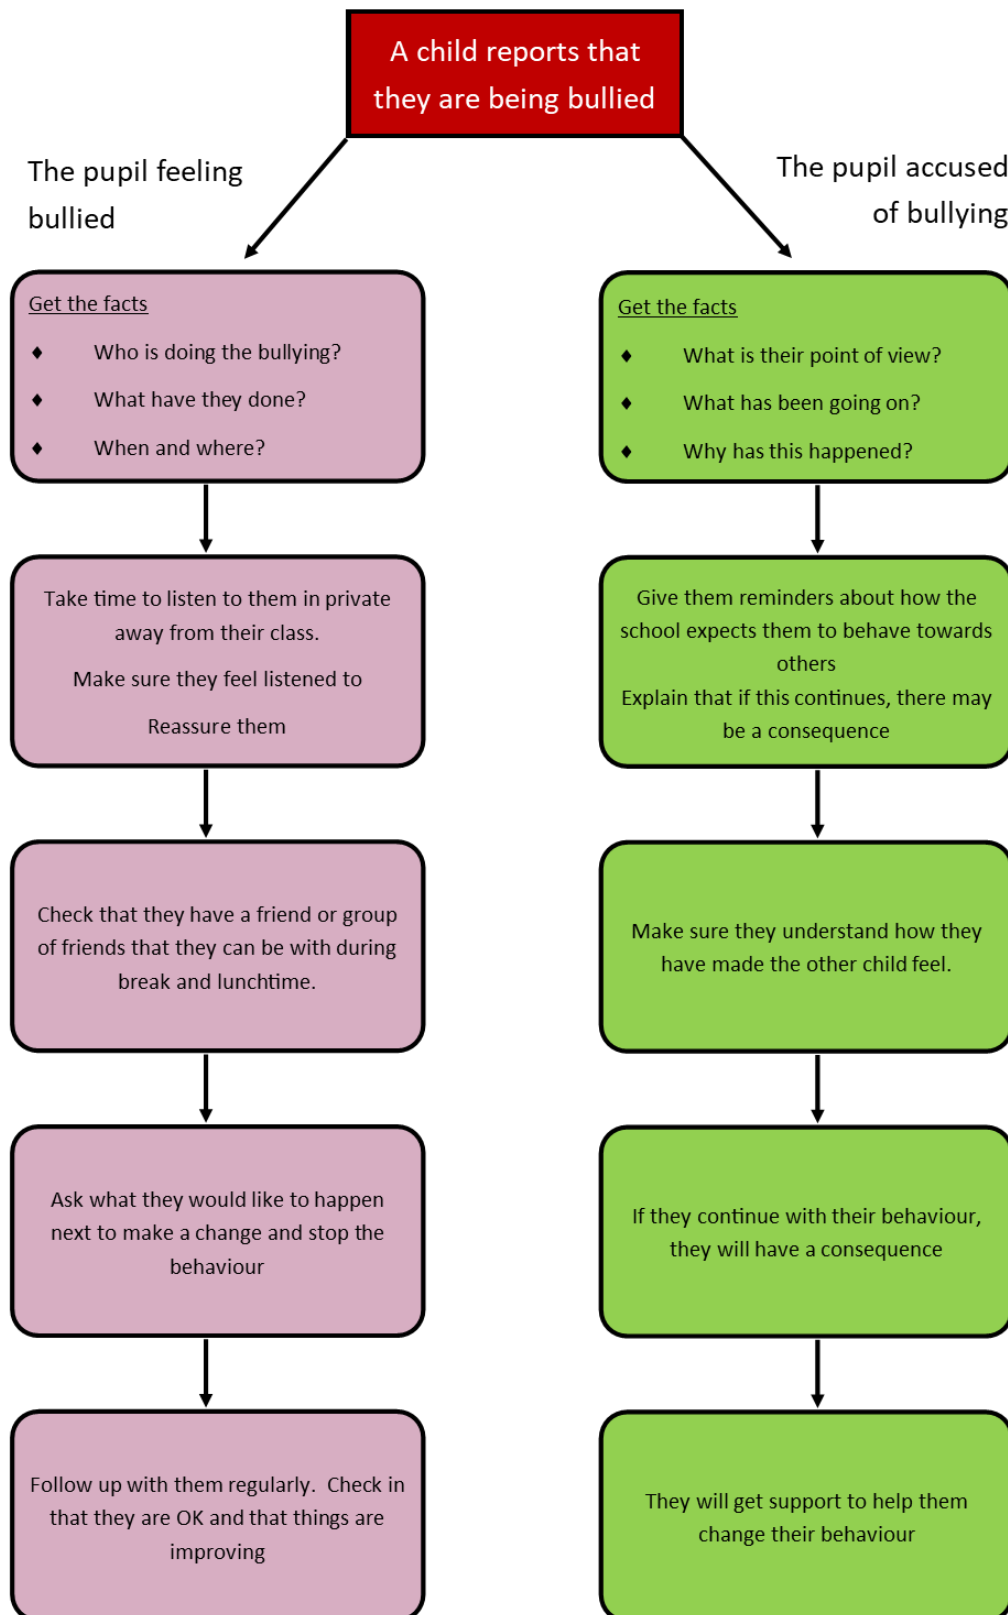 A child reports that
they are being bullied
The pupil feeling
bullied
The pupil accused
of bullying
Get the facts
♦ Who is doing the bullying?
♦ What have they done?
♦ When and where?
Get the facts
♦ What is their point of view?
♦ What has been going on?
♦ Why has this happened?
Take time to listen to them in private
away from their class.
Make sure they feel listened to
Reassure them
Give them reminders about how the
school expects them to behave towards
others
Explain that if this continues, there may
be a consequence
Check that they have a friend or group
of friends that they can be with during
break and lunchtime.
Make sure they understand how they
have made the other child feel.
Ask what they would like to happen
next to make a change and stop the
behaviour
If they continue with their behaviour,
they will have a consequence
Follow up with them regularly.  Check in
that they are OK and that things are
improving
They will get support to help them
change their behaviour